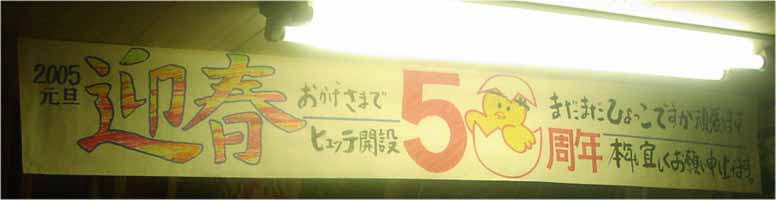 2005
元旦
迎春
おかげさまで
ヒュッテ開設
50
周年
まだまだひよっこですが頑張ります
本年も宜しくお願い申し上げます。